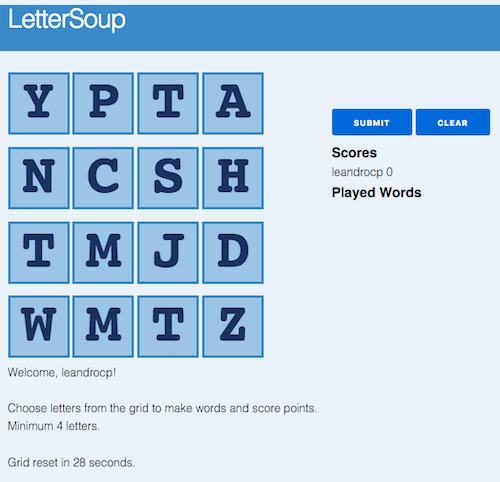 LetterSoup
Y P T A
N C S H
T M J D
W M T Z
SUBMIT CLEAR
Scores
leandrocp 0
Played Words
Welcome, leandrocp!
Choose letters from the grid to make words and score points.
Minimum 4 letters.
Grid reset in 28 seconds.